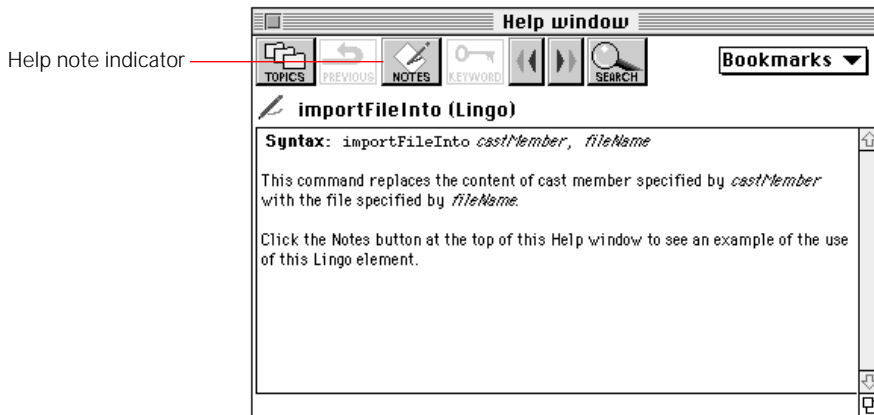 Help window
Help note indicator
TOPICS PREVIOUS NOTES KEYWORD SEARCH Bookmarks
importFileInto (Lingo)
Syntax: importFileInto castMember, fileName
This command replaces the content of cast member specified by castMember
with the file specified by fileName.
Click the Notes button at the top of this Help window to see an example of the use
of this Lingo element.